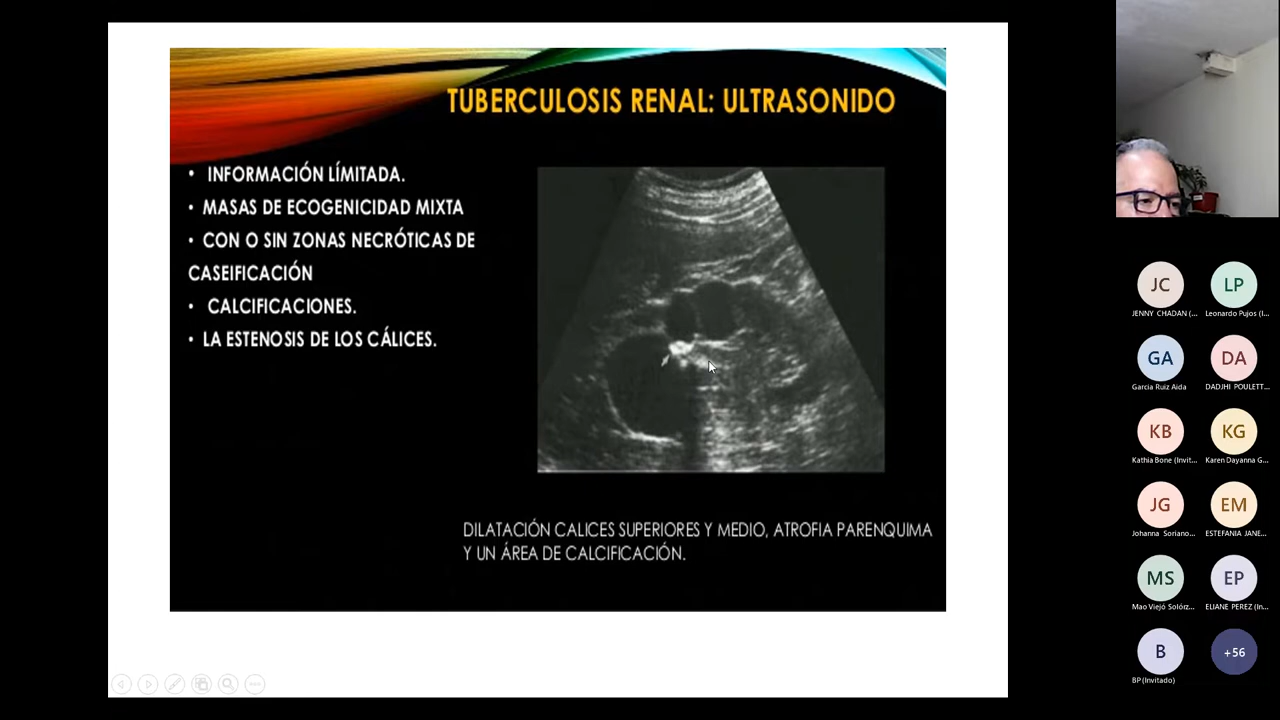 TUBERCULOSIS RENAL: ULTRASONIDO
• INFORMACIÓN LÍMITADA.
• MASAS DE ECOGENICIDAD MIXTA
• CON O SIN ZONAS NECRÓTICAS DE
CASEIFICACIÓN
• CALCIFICACIONES.
• LA ESTENOSIS DE LOS CÁLICES.
DILATACIÓN CALICES SUPERIORES Y MEDIO, ATROFIA PARENQUIMA
Y UN ÁREA DE CALCIFICACIÓN.
JC
LP
JENNY CHADAN (...
Leonardo Pujos (I...
GA
DA
Garcia Ruiz Aida
DADJHI POULETT...
KB
KG
Kathia Bone (Invit...
Karen Dayanna G...
JG
EM
Johanna Soriano...
ESTEFANIA JANE...
MS
EP
Mao Viejó Solórz...
ELIANE PEREZ (In...
B
+56
BP (Invitado)